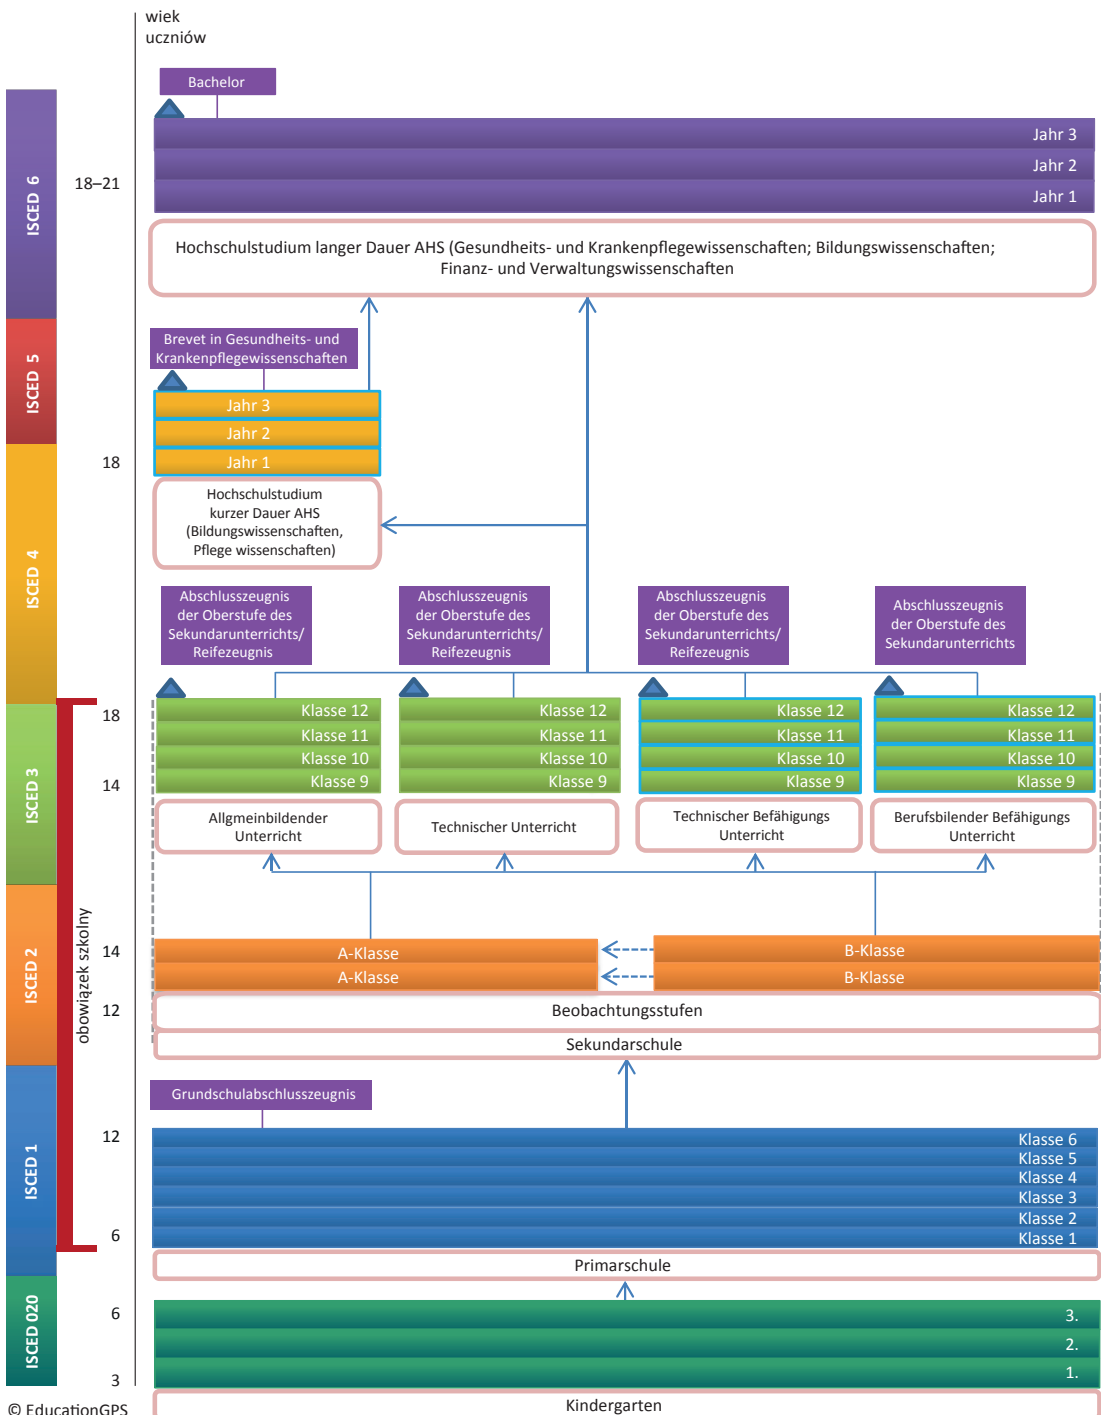 wiek
uczniów
Bachelor
Jahr 3
Jahr 2
18–21
Jahr 1
ISCED 6
Hochschulstudium langer Dauer AHS (Gesundheits- und Krankenpflegewissenschaften; Bildungswissenschaften;
Finanz- und Verwaltungswissenschaften
Brevet in Gesundheits- und
Krankenpflegewissenschaften
ISCED 5
Jahr 3
Jahr 2
18
Jahr 1
Hochschulstudium
kurzer Dauer AHS
(Bildungswissenschaften,
Pflege wissenschaften)
ISCED 4
Abschlusszeugnis
der Oberstufe des
Sekundarunterrichts/
Reifezeugnis
Abschlusszeugnis
der Oberstufe des
Sekundarunterrichts/
Reifezeugnis
Abschlusszeugnis
der Oberstufe des
Sekundarunterrichts/
Reifezeugnis
Abschlusszeugnis
der Oberstufe des
Sekundarunterrichts
18
Klasse 12
Klasse 12
Klasse 12
Klasse 12
Klasse 11
Klasse 11
Klasse 11
Klasse 11
Klasse 10
Klasse 10
Klasse 10
Klasse 10
14
Klasse 9
Klasse 9
Klasse 9
Klasse 9
ISCED 3
Allgmeinbildender
Unterricht
Technischer Unterricht
Technischer Befähigungs
Unterricht
Berufsbilender Befähigungs
Unterricht
obowiązek szkolny
ISCED 2
14
A-Klasse
B-Klasse
A-Klasse
B-Klasse
12
Beobachtungsstufen
Sekundarschule
Grundschulabschlusszeugnis
ISCED 1
12
Klasse 6
Klasse 5
Klasse 4
Klasse 3
Klasse 2
6
Klasse 1
Primarschule
ISCED 020
6
3.
2.
1.
3
Kindergarten
© EducationGPS